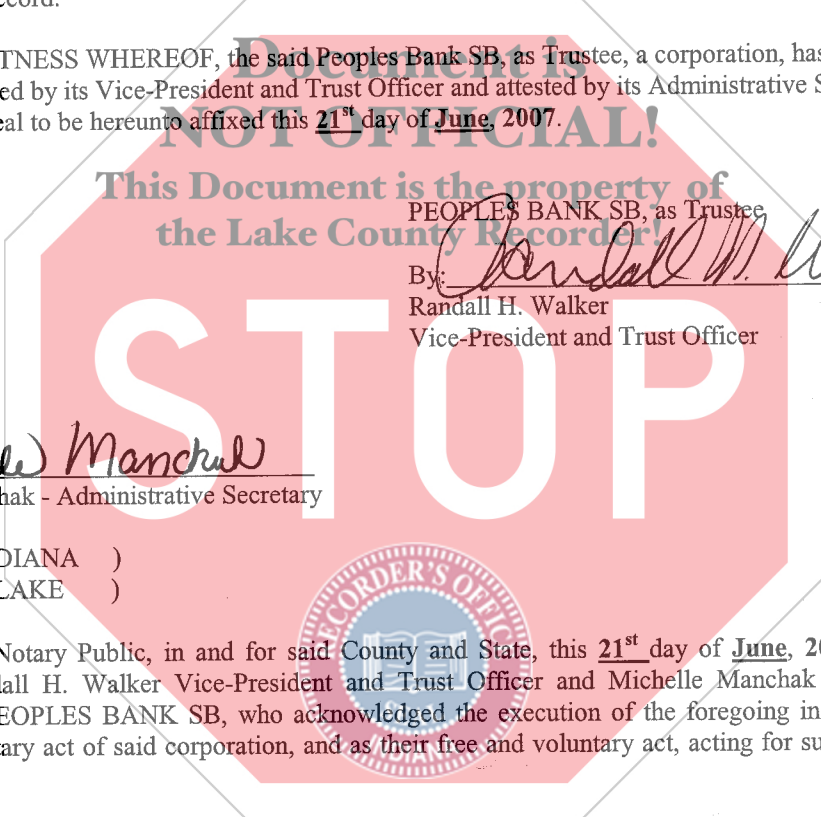 ecord.
TNESS WHEREOF, the said Peoples Bank SB, as Trustee, a corporation, has
ed by its Vice-President and Trust Officer and attested by its Administrative S
eal to be hereunto affixed this 21st day of June, 2007.
Document is
NOT OFFICIAL!
This Document is the property of
the Lake County Recorder!
PEOPLES BANK SB, as Trustee
By:
Randall H. Walker
Vice-President and Trust Officer
STOP
Manchak
hak - Administrative Secretary
DIANA )
LAKE )
RECORDER'S OFFICE
INDIANA
Notary Public, in and for said County and State, this 21st day of June, 20
dall H. Walker Vice-President and Trust Officer and Michelle Manchak
EOPLES BANK SB, who acknowledged the execution of the foregoing in
tary act of said corporation, and as their free and voluntary act, acting for su